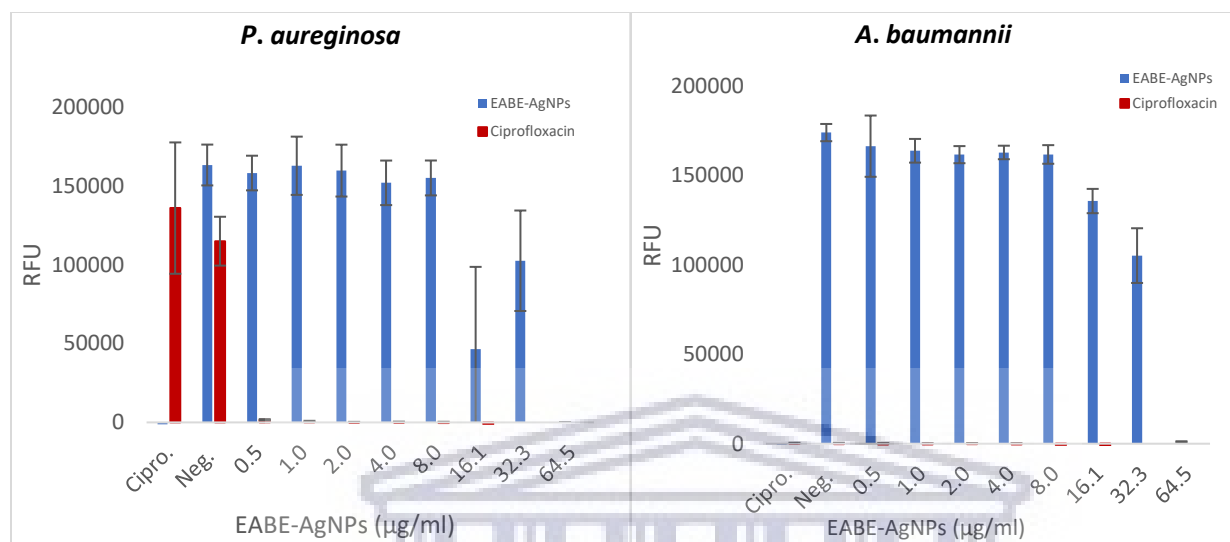 P. aureginosa
EABE-AgNPs
Ciprofloxacin
200000
150000
100000
50000
0
RFU
Cipro. Neg. 0.5 1.0 2.0 4.0 8.0 16.1 32.3 64.5
EABE-AgNPs (µg/ml)
A. baumannii
EABE-AgNPs
Ciprofloxacin
200000
150000
100000
50000
0
RFU
Cipro. Neg. 0.5 1.0 2.0 4.0 8.0 16.1 32.3 64.5
EABE-AgNPs (µg/ml)